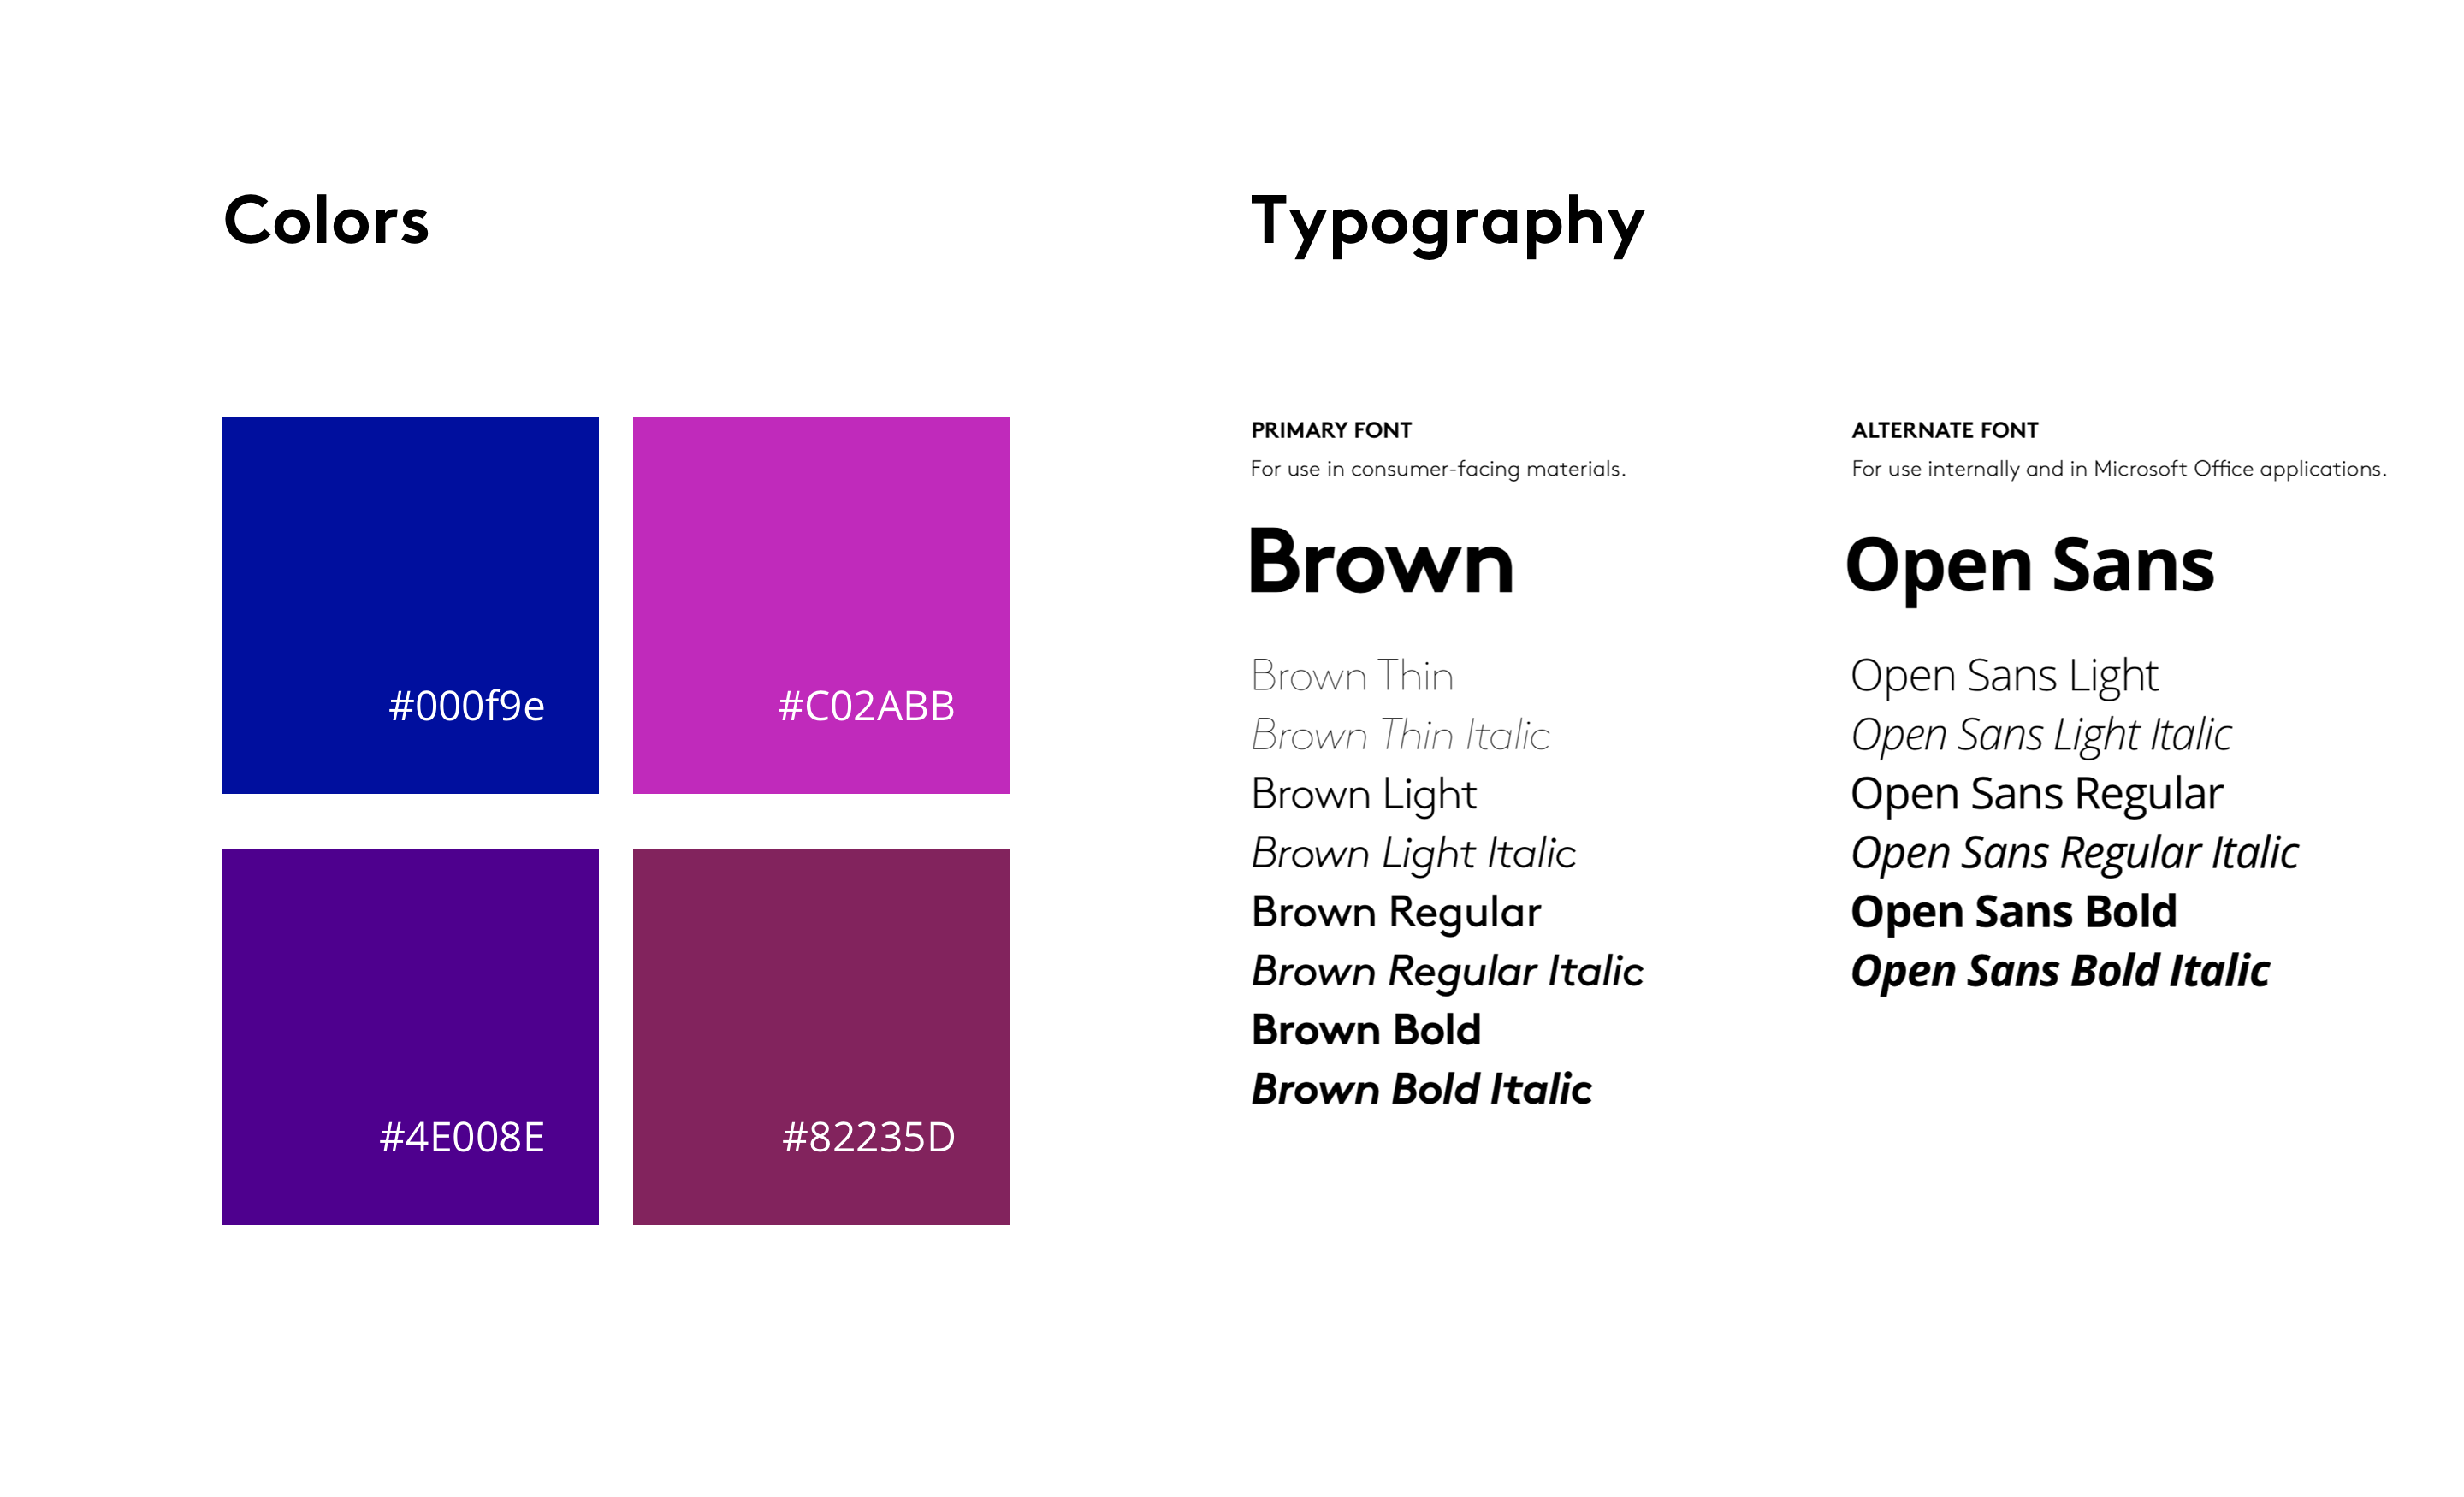 Colors
#000f9e
#C02ABB
#4E008E
#82235D
Typography
PRIMARY FONT
For use in consumer-facing materials.
Brown
Brown Thin
Brown Thin Italic
Brown Light
Brown Light Italic
Brown Regular
Brown Regular Italic
Brown Bold
Brown Bold Italic
ALTERNATE FONT
For use internally and in Microsoft Office applications.
Open Sans
Open Sans Light
Open Sans Light Italic
Open Sans Regular
Open Sans Regular Italic
Open Sans Bold
Open Sans Bold Italic